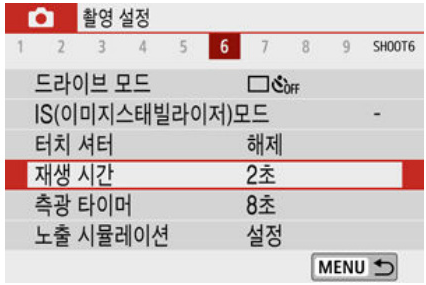 촬영 설정
1 2 3 4 5 6 7 8 9 SHOOT6
드라이브 모드 OFF
IS(이미지스태빌라이저)모드 -
터치 셔터 해제
재생 시간 2초
측광 타이머 8초
노출 시뮬레이션 설정
MENU